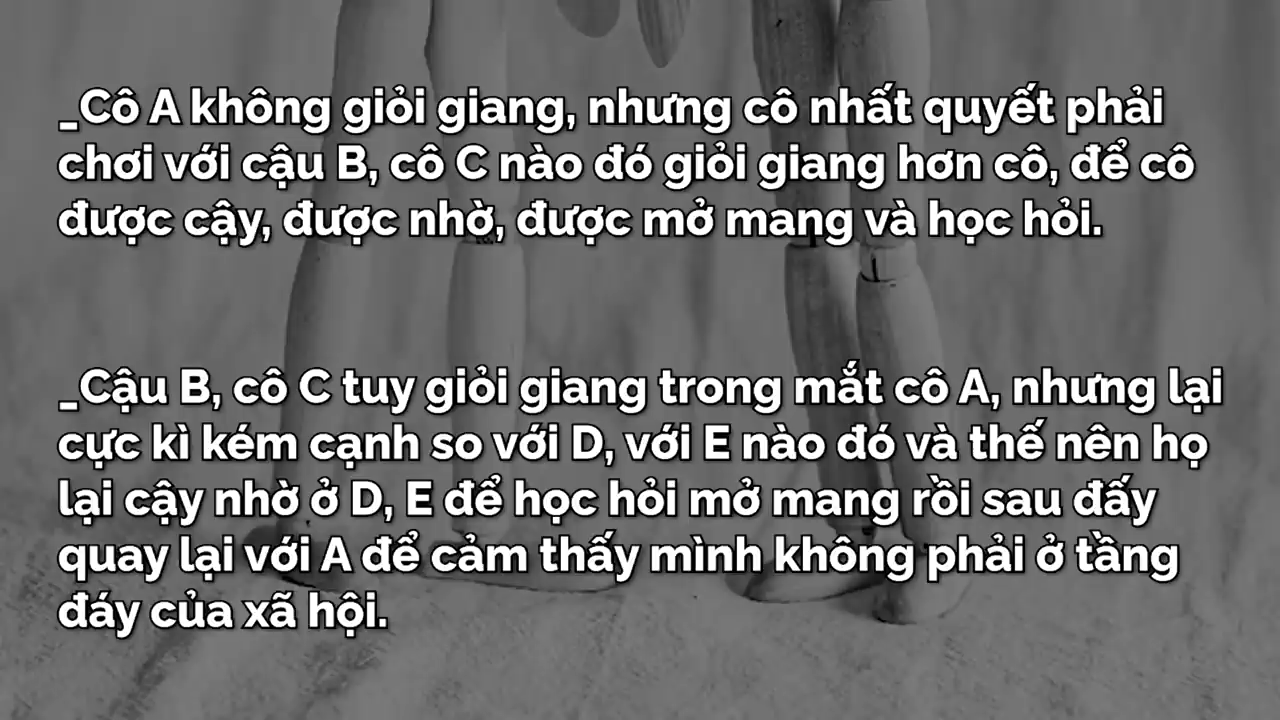 _Cô A không giỏi giang, nhưng cô nhất quyết phải
chơi với cậu B, cô C nào đó giỏi giang hơn cô, để cô
được cậy, được nhờ, được mở mang và học hỏi.
_Cậu B, cô C tuy giỏi giang trong mắt cô A, nhưng lại
cực kì kém cạnh so với D, với E nào đó và thế nên họ
lại cậy nhờ ở D, E để học hỏi mở mang rồi sau đấy
quay lại với A để cảm thấy mình không phải ở tầng
đáy của xã hội.